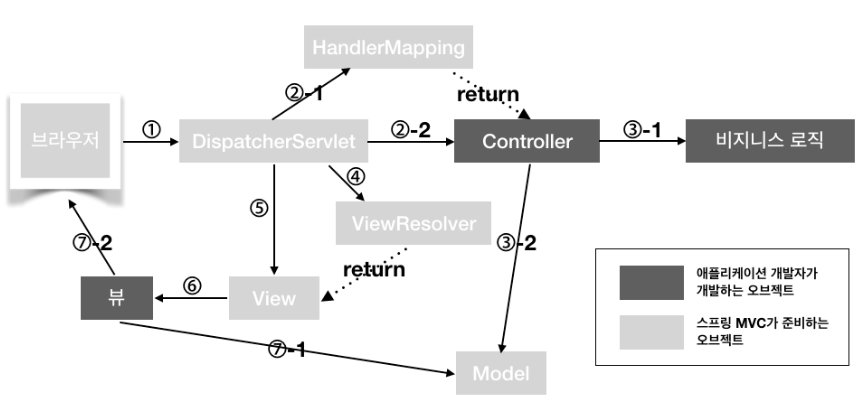 HandlerMapping
②-1
return
브라우저
①
DispatcherServlet
②-2
Controller
③-1
비지니스 로직
④
⑤
ViewResolver
③-2
⑦-2
return
뷰
⑥
View
⑦-1
Model
애플리케이션 개발자가
개발하는 오브젝트
스프링 MVC가 준비하는
오브젝트